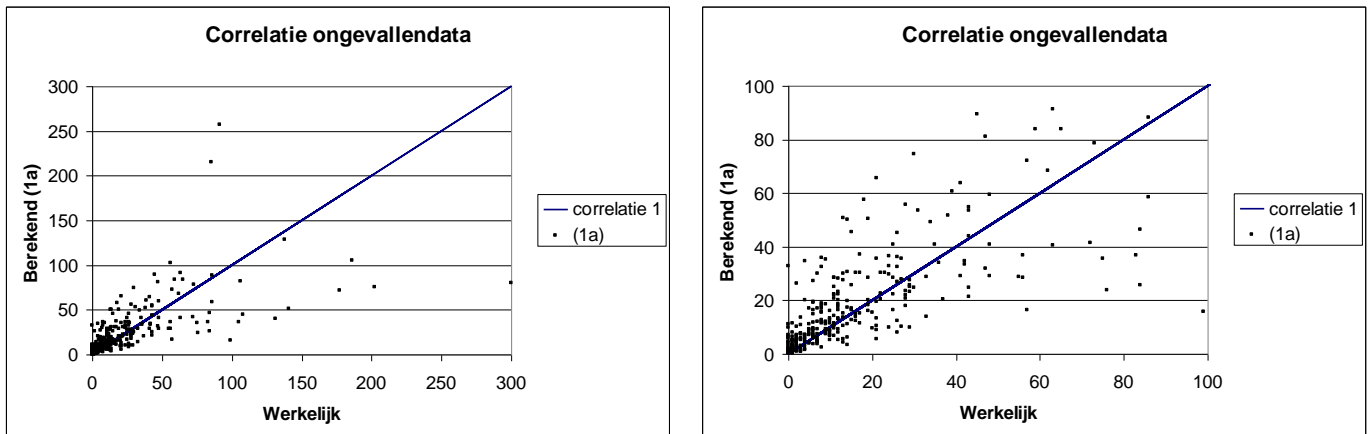 Correlatie ongevallendata
300
250
200
150
100
50
0
0 50 100 150 200 250 300
Berekend (1a)
Werkelijk
correlatie 1
(1a)
Correlatie ongevallendata
100
80
60
40
20
0
0 20 40 60 80 100
Berekend (1a)
Werkelijk
correlatie 1
(1a)